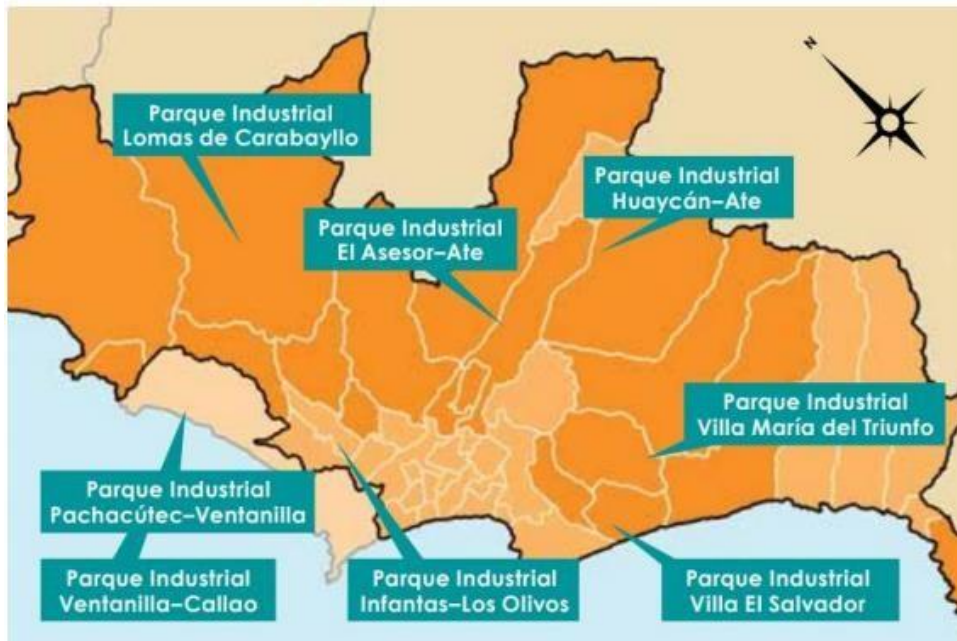 N
Parque Industrial
Lomas de Carabayllo
Parque Industrial
Huaycán–Ate
Parque Industrial
El Asesor–Ate
Parque Industrial
Villa María del Triunfo
Parque Industrial
Pachacútec–Ventanilla
Parque Industrial
Ventanilla–Callao
Parque Industrial
Infantas–Los Olivos
Parque Industrial
Villa El Salvador